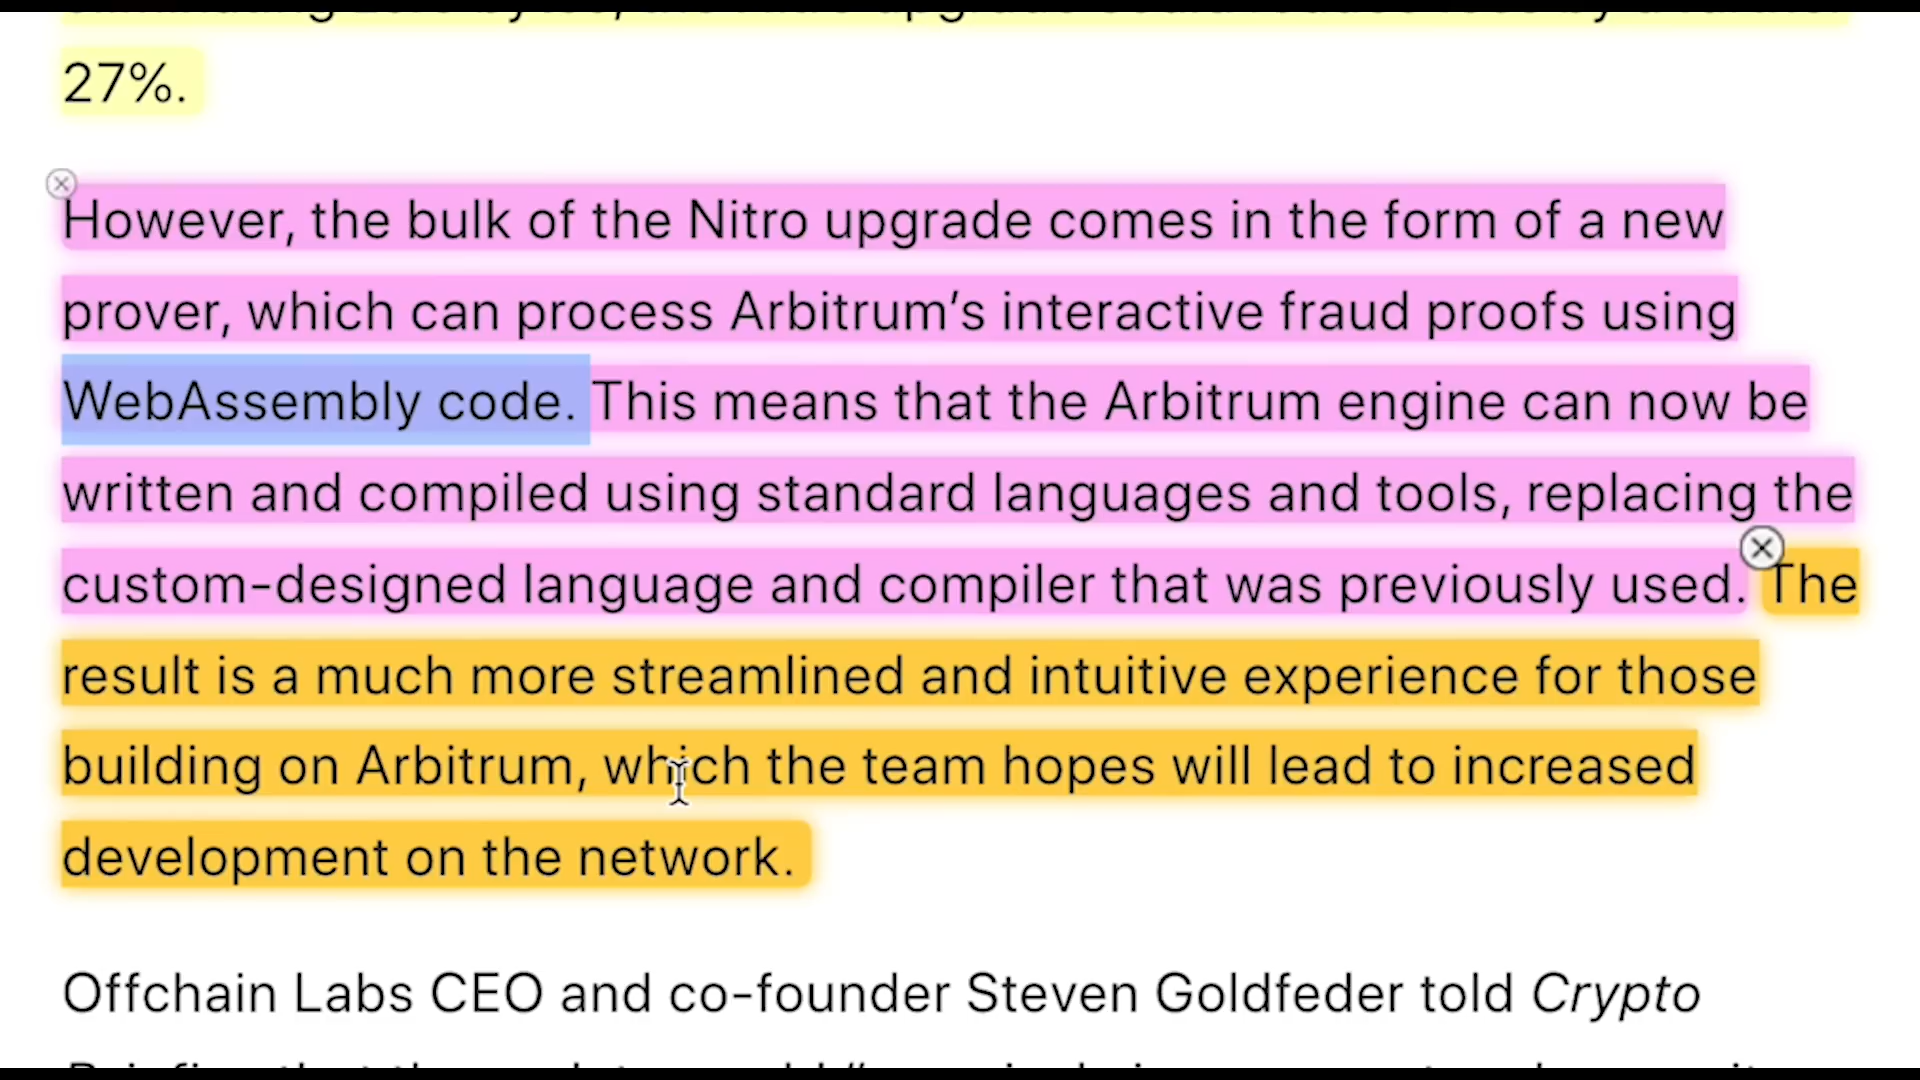 27%.
However, the bulk of the Nitro upgrade comes in the form of a new
prover, which can process Arbitrum’s interactive fraud proofs using
WebAssembly code. This means that the Arbitrum engine can now be
written and compiled using standard languages and tools, replacing the
custom-designed language and compiler that was previously used. The
result is a much more streamlined and intuitive experience for those
building on Arbitrum, which the team hopes will lead to increased
development on the network.
Offchain Labs CEO and co-founder Steven Goldfeder told Crypto